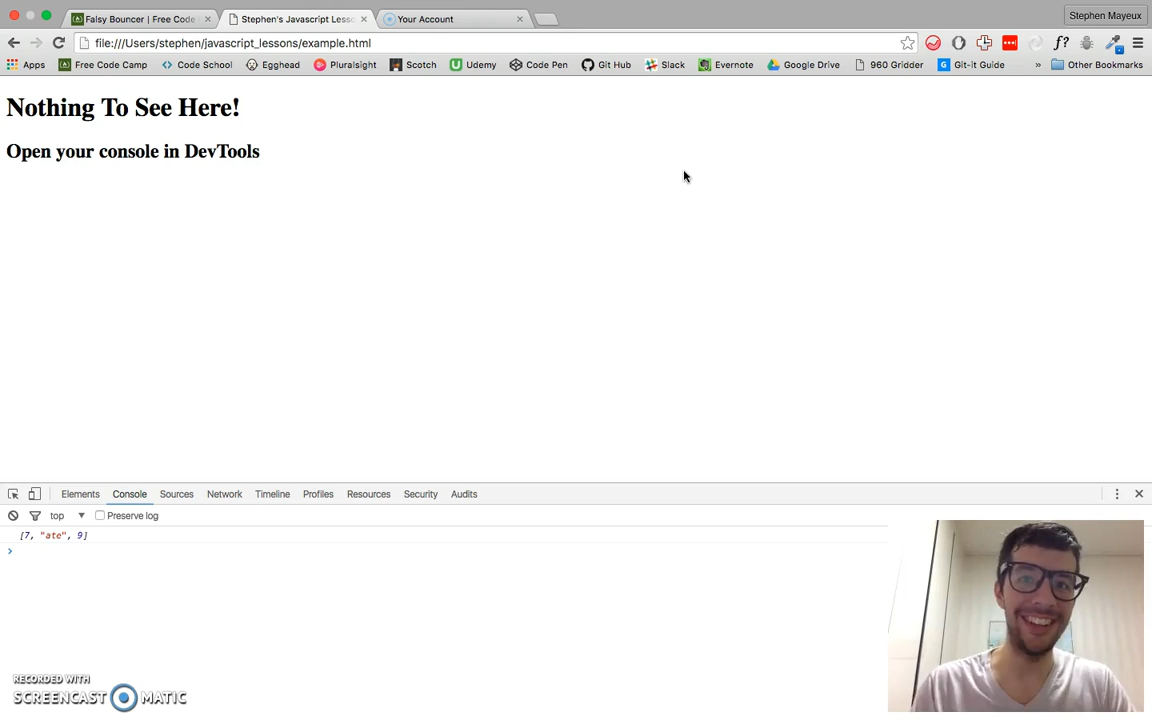 Falsy Bouncer | Free Code
Stephen's Javascript Less
Your Account
Stephen Mayeux
file:///Users/stephen/javascript_lessons/example.html
f?
Apps
Free Code Camp
Code School
Egghead
Pluralsight
Scotch
Udemy
Code Pen
Git Hub
Slack
Evernote
Google Drive
960 Gridder
G Git-it Guide
»
Other Bookmarks
Nothing To See Here!
Open your console in DevTools
Elements
Console
Sources
Network
Timeline
Profiles
Resources
Security
Audits
top
Preserve log
[7, "ate", 9]
RECORDED WITH
SCREENCAST MATIC